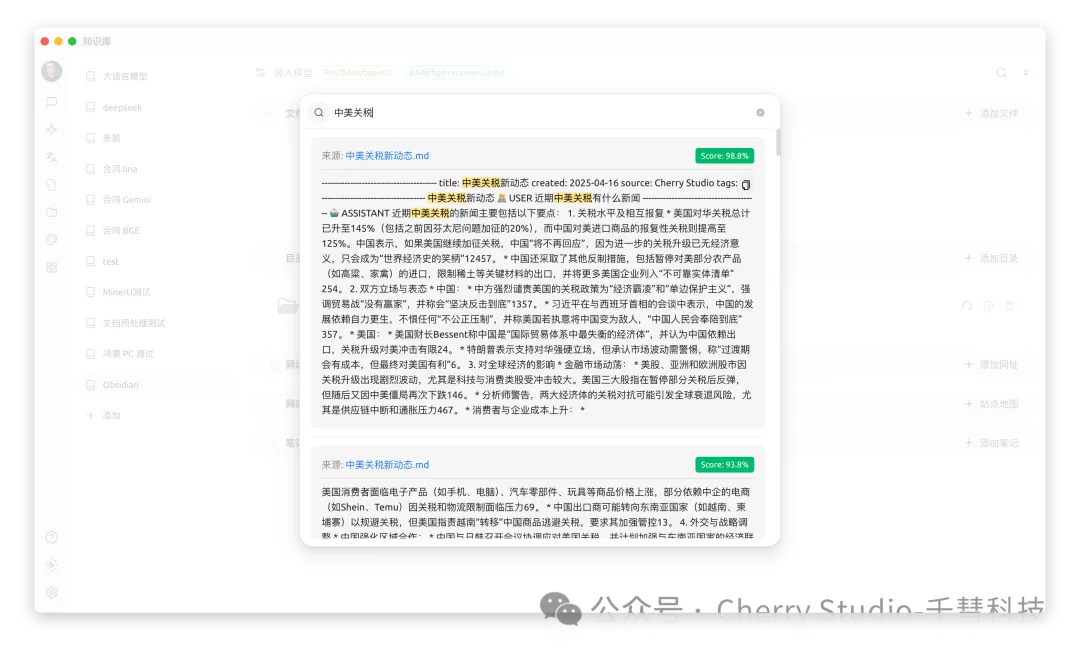 知识库
大语言模型
deepseek
条款
合同Jina
合同 Gemini
合同 BGE
test
MinerU测试
文档预处理测试
鸿蒙 PC 测试
Obsidian
+ 添加
嵌入模型 Pro/BAAI/bge-m3 BAAI/bge-reranker-v2-m3
+ 添加文件
+ 添加目录
+ 添加网址
+ 站点地图
+ 添加笔记
中美关税
来源: 中美关税新动态.md Score: 98.8%
---------------------------------------- title: 中美关税新动态 created: 2025-04-16 source: Cherry Studio tags:
------------------------------------ 中美关税新动态 USER 近期中美关税有什么新闻 --------------------------------------
-- ASSISTANT 近期中美关税的新闻主要包括以下要点： 1. 关税水平及相互报复 * 美国对华关税总计
已升至145%（包括之前因芬太尼问题加征的20%），而中国对美进口商品的报复性关税则提高至
125%。中国表示，如果美国继续加征关税，中国“将不再回应”，因为进一步的关税升级已无经济意
义，只会成为“世界经济史的笑柄”12457。 * 中国还采取了其他反制措施，包括暂停对美部分农产品
（如高粱、家禽）的进口，限制稀土等关键材料的出口，并将更多美国企业列入“不可靠实体清单”
254。 2. 双方立场与表态 * 中国： * 中方强烈谴责美国的关税政策为“经济霸凌”和“单边保护主义”，强
调贸易战“没有赢家”，并称会“坚决反击到底”1357。 * 习近平在与西班牙首相的会谈中表示，中国的发
展依赖自力更生，不惧任何“不公正压制”，并称美国若执意将中国变为敌人，“中国人民会奉陪到底”
357。 * 美国： * 美国财长Bessent称中国是“国际贸易体系中最失衡的经济体”，并认为中国依赖出
口，关税升级对美冲击有限24。 * 特朗普表示支持对华强硬立场，但承认市场波动需警惕，称“过渡期
会有成本，但最终对美国有利”6。 3. 对全球经济的影响 * 金融市场动荡： * 美股、亚洲和欧洲股市因
关税升级出现剧烈波动，尤其是科技与消费类股受冲击较大。美国三大股指在暂停部分关税后反弹，
但随后又因中美僵局再次下跌146。 * 分析师警告，两大经济体的关税对抗可能引发全球衰退风险，尤
其是供应链中断和通胀压力467。 * 消费者与企业成本上升： *
来源: 中美关税新动态.md Score: 93.8%
美国消费者面临电子产品（如手机、电脑）、汽车零部件、玩具等商品价格上涨，部分依赖中企的电商
（如Shein、Temu）因关税和物流限制面临压力69。 * 中国出口商可能转向东南亚国家（如越南、柬
埔寨）以规避关税，但美国指责越南“转移”中国商品逃避关税，要求其加强管控13。 4. 外交与战略调
整 * 中国强化区域合作： * 中国与日韩召开会议协调应对美国关税，并计划加强与东南亚国家的经济联
公众号 · Cherry Studio-千彗科技